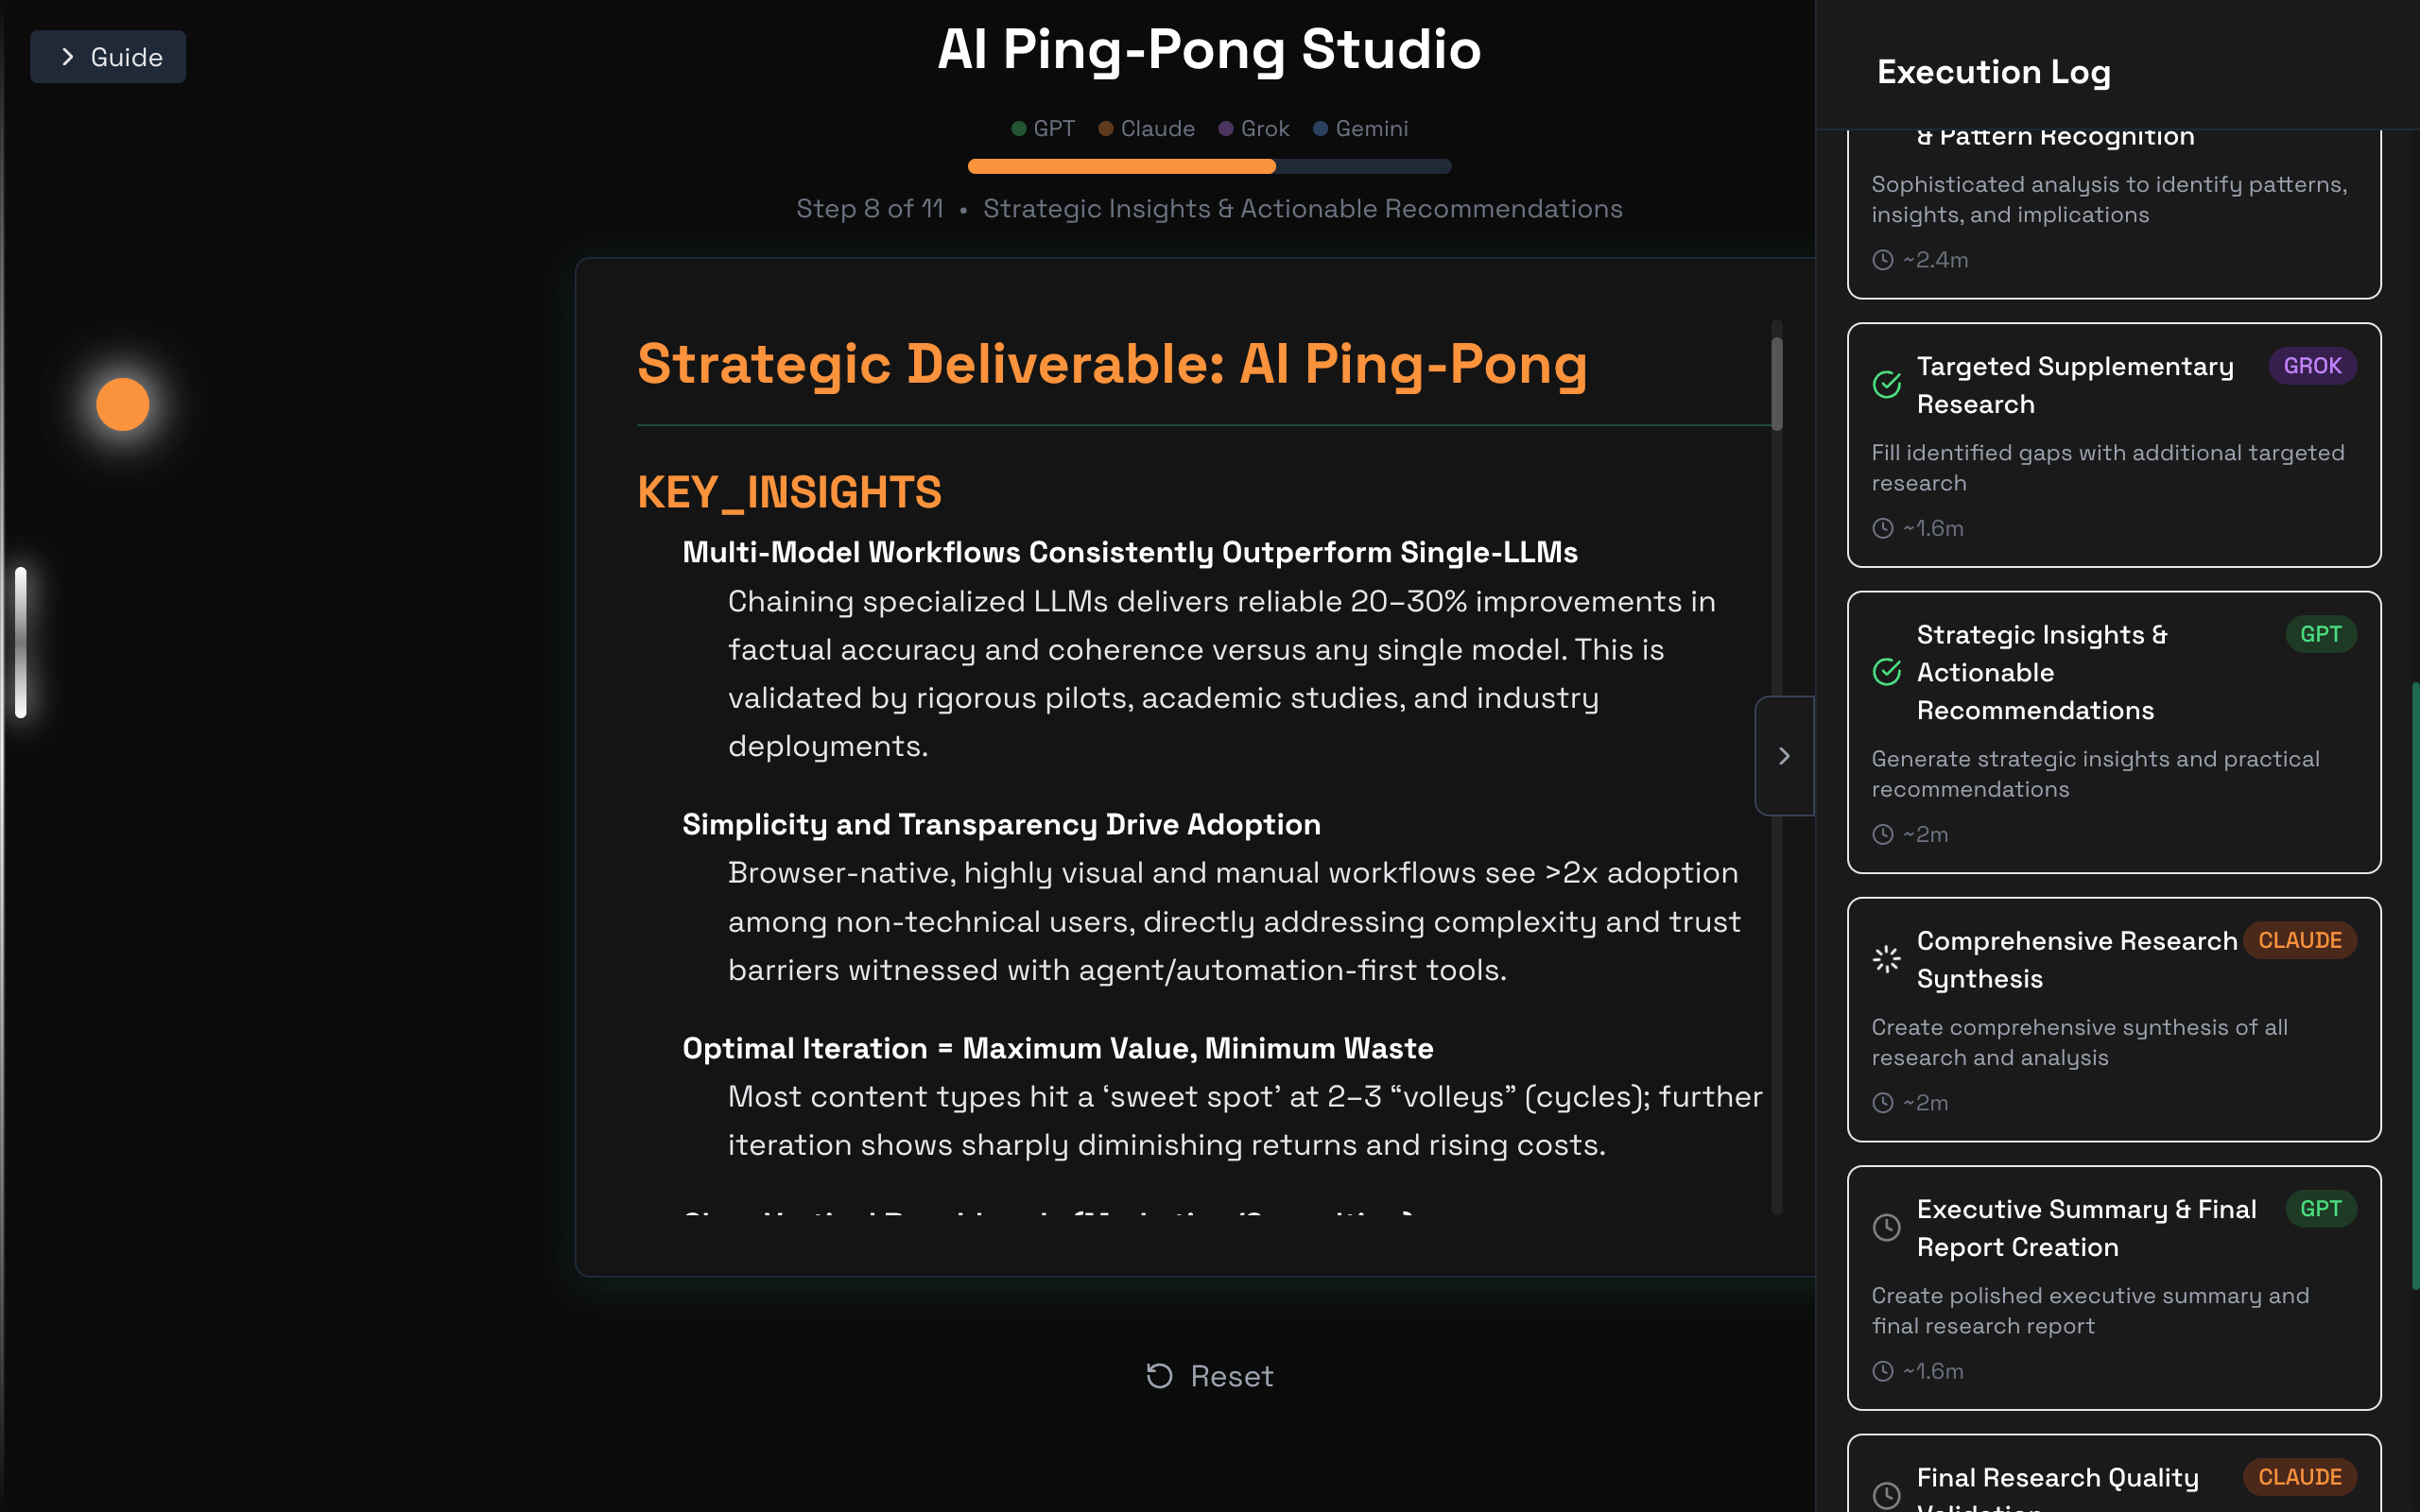 Guide
AI Ping-Pong Studio
GPT Claude Grok Gemini
Step 8 of 11 • Strategic Insights & Actionable Recommendations
Strategic Deliverable: AI Ping-Pong
KEY_INSIGHTS
Multi-Model Workflows Consistently Outperform Single-LLMs
Chaining specialized LLMs delivers reliable 20–30% improvements in
factual accuracy and coherence versus any single model. This is
validated by rigorous pilots, academic studies, and industry
deployments.
Simplicity and Transparency Drive Adoption
Browser-native, highly visual and manual workflows see >2x adoption
among non-technical users, directly addressing complexity and trust
barriers witnessed with agent/automation-first tools.
Optimal Iteration = Maximum Value, Minimum Waste
Most content types hit a ‘sweet spot’ at 2–3 “volleys” (cycles); further
iteration shows sharply diminishing returns and rising costs.
Reset
Execution Log
& Pattern Recognition
Sophisticated analysis to identify patterns,
insights, and implications
~2.4m
Targeted Supplementary GROK
Research
Fill identified gaps with additional targeted
research
~1.6m
Strategic Insights & GPT
Actionable
Recommendations
Generate strategic insights and practical
recommendations
~2m
Comprehensive Research CLAUDE
Synthesis
Create comprehensive synthesis of all
research and analysis
~2m
Executive Summary & Final GPT
Report Creation
Create polished executive summary and
final research report
~1.6m
Final Research Quality CLAUDE